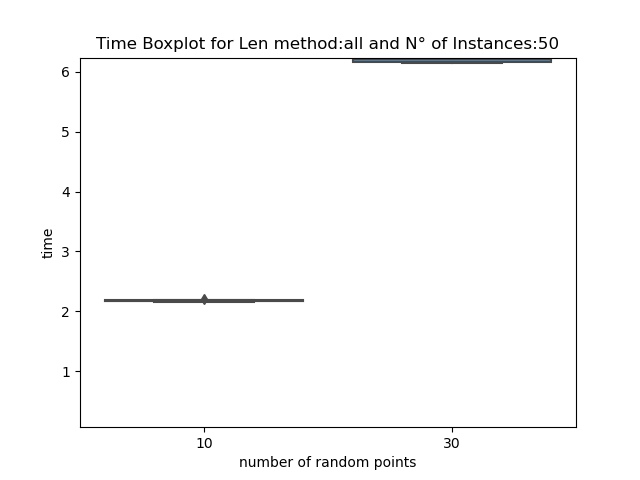 Time Boxplot for Len method:all and N° of Instances:50
6
5
4
3
2
1
time
10
30
number of random points